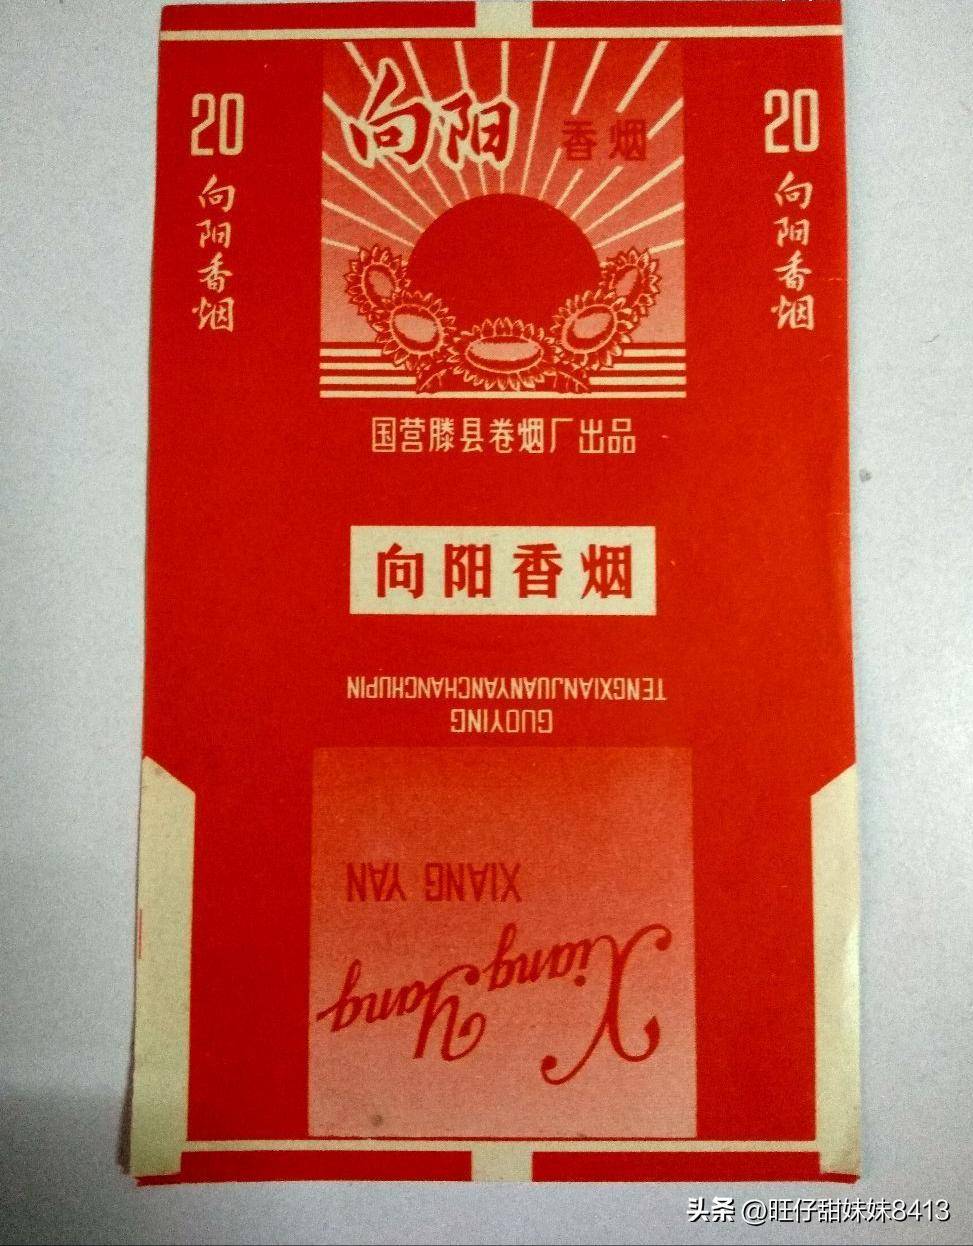 20
向阳香烟
向阳
香烟
20
向阳香烟
国营滕县卷烟厂出品
向阳香烟
TENGXIANJUANYANCHANCHUPIN
GUOYING
XIANG YAN
Xiang Yang
头条 @旺仔甜妹妹8413